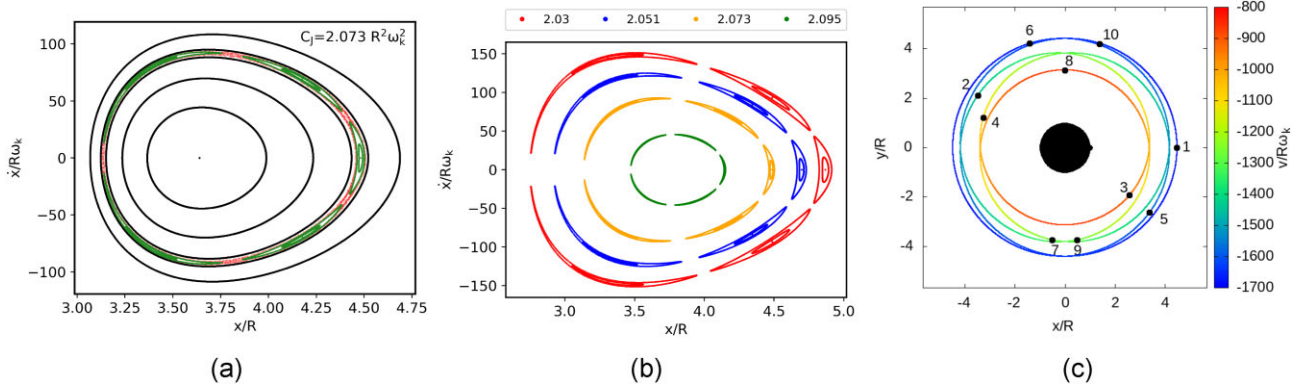 C_J=2.073 R²ω_k²
ẋ/Rω_k
100
50
0
−50
−100
3.00 3.25 3.50 3.75 4.00 4.25 4.50 4.75
x/R
(a)
2.03 2.051 2.073 2.095
ẋ/Rω_k
150
100
50
0
−50
−100
−150
3.0 3.5 4.0 4.5 5.0
x/R
(b)
y/R
4
2
0
-2
-4
6 10
8
2
4
1
3
5
7 9
-4 -2 0 2 4
x/R
-800
-900
-1000
-1100
-1200
-1300
-1400
-1500
-1600
-1700
v/Rω_k
(c)